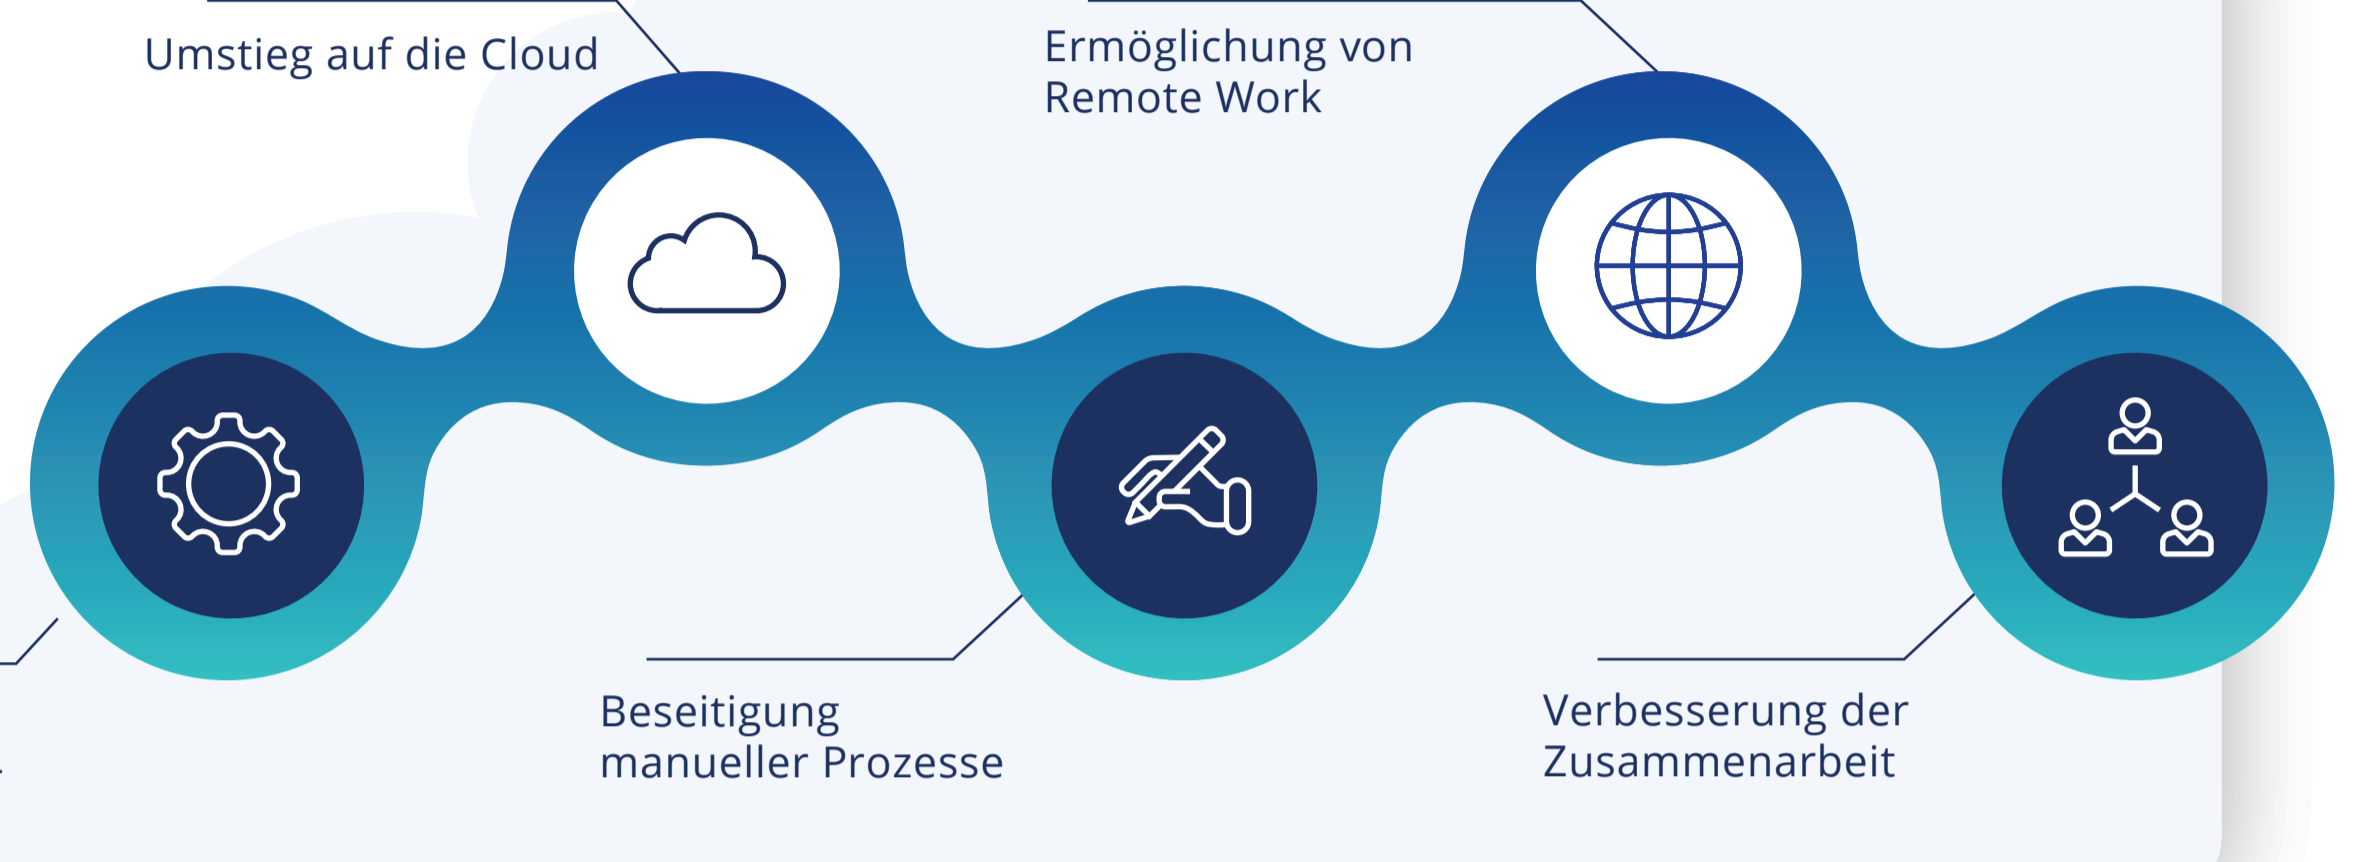 Umstieg auf die Cloud
Ermöglichung von
Remote Work
Beseitigung
manueller Prozesse
Verbesserung der
Zusammenarbeit